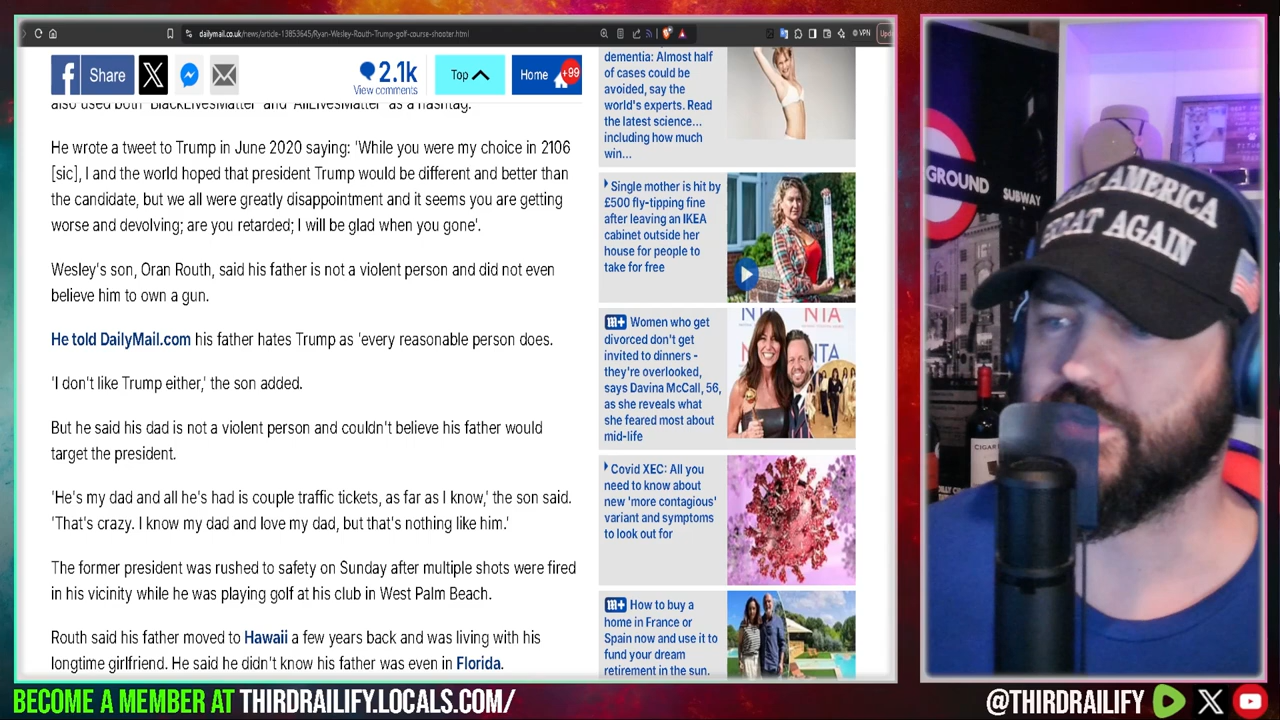 dailymail.co.uk/news/article-13853645/Ryan-Wesley-Routh-Trump-golf-course-shooter.html
VPN
Share
2.1k
View comments
Top
Home
+99
also used both 'BlackLivesMatter' and 'AllLivesMatter' as a hashtag.
He wrote a tweet to Trump in June 2020 saying: 'While you were my choice in 2106
[sic], I and the world hoped that president Trump would be different and better than
the candidate, but we all were greatly disappointment and it seems you are getting
worse and devolving; are you retarded; I will be glad when you gone'.
Wesley's son, Oran Routh, said his father is not a violent person and did not even
believe him to own a gun.
He told DailyMail.com his father hates Trump as 'every reasonable person does.
'I don't like Trump either,' the son added.
But he said his dad is not a violent person and couldn't believe his father would
target the president.
'He's my dad and all he's had is couple traffic tickets, as far as I know,' the son said.
'That's crazy. I know my dad and love my dad, but that's nothing like him.'
The former president was rushed to safety on Sunday after multiple shots were fired
in his vicinity while he was playing golf at his club in West Palm Beach.
Routh said his father moved to Hawaii a few years back and was living with his
longtime girlfriend. He said he didn't know his father was even in Florida.
dementia: Almost half
of cases could be
avoided, say the
world's experts. Read
the latest science...
including how much
win...
Single mother is hit by
£500 fly-tipping fine
after leaving an IKEA
cabinet outside her
house for people to
take for free
m+ Women who get
divorced don't get
invited to dinners -
they're overlooked,
says Davina McCall, 56,
as she reveals what
she feared most about
mid-life
NTA
Covid XEC: All you
need to know about
new 'more contagious'
variant and symptoms
to look out for
m+ How to buy a
home in France or
Spain now and use it to
fund your dream
retirement in the sun.
GROUND
SUBWAY
AMERICA
GREAT AGAIN
BECOME A MEMBER AT THIRDRAILIFY.LOCALS.COM/
@THIRDRAILIFY